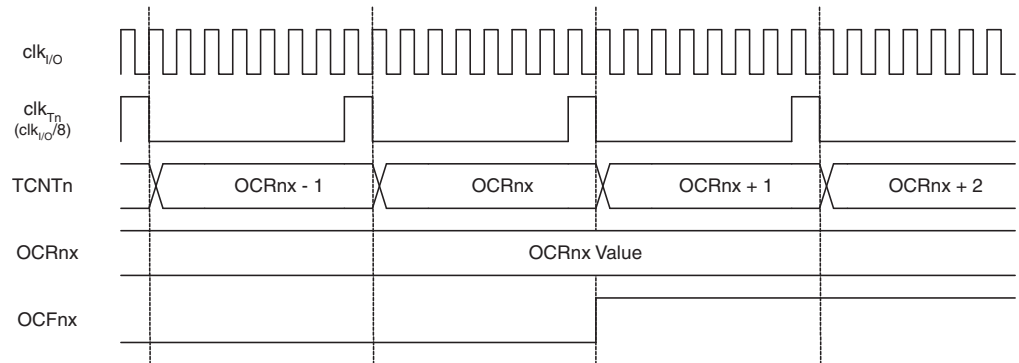 clkI/O
clkTn
(clkI/O/8)
TCNTn
OCRnx - 1
OCRnx
OCRnx + 1
OCRnx + 2
OCRnx
OCRnx Value
OCFnx